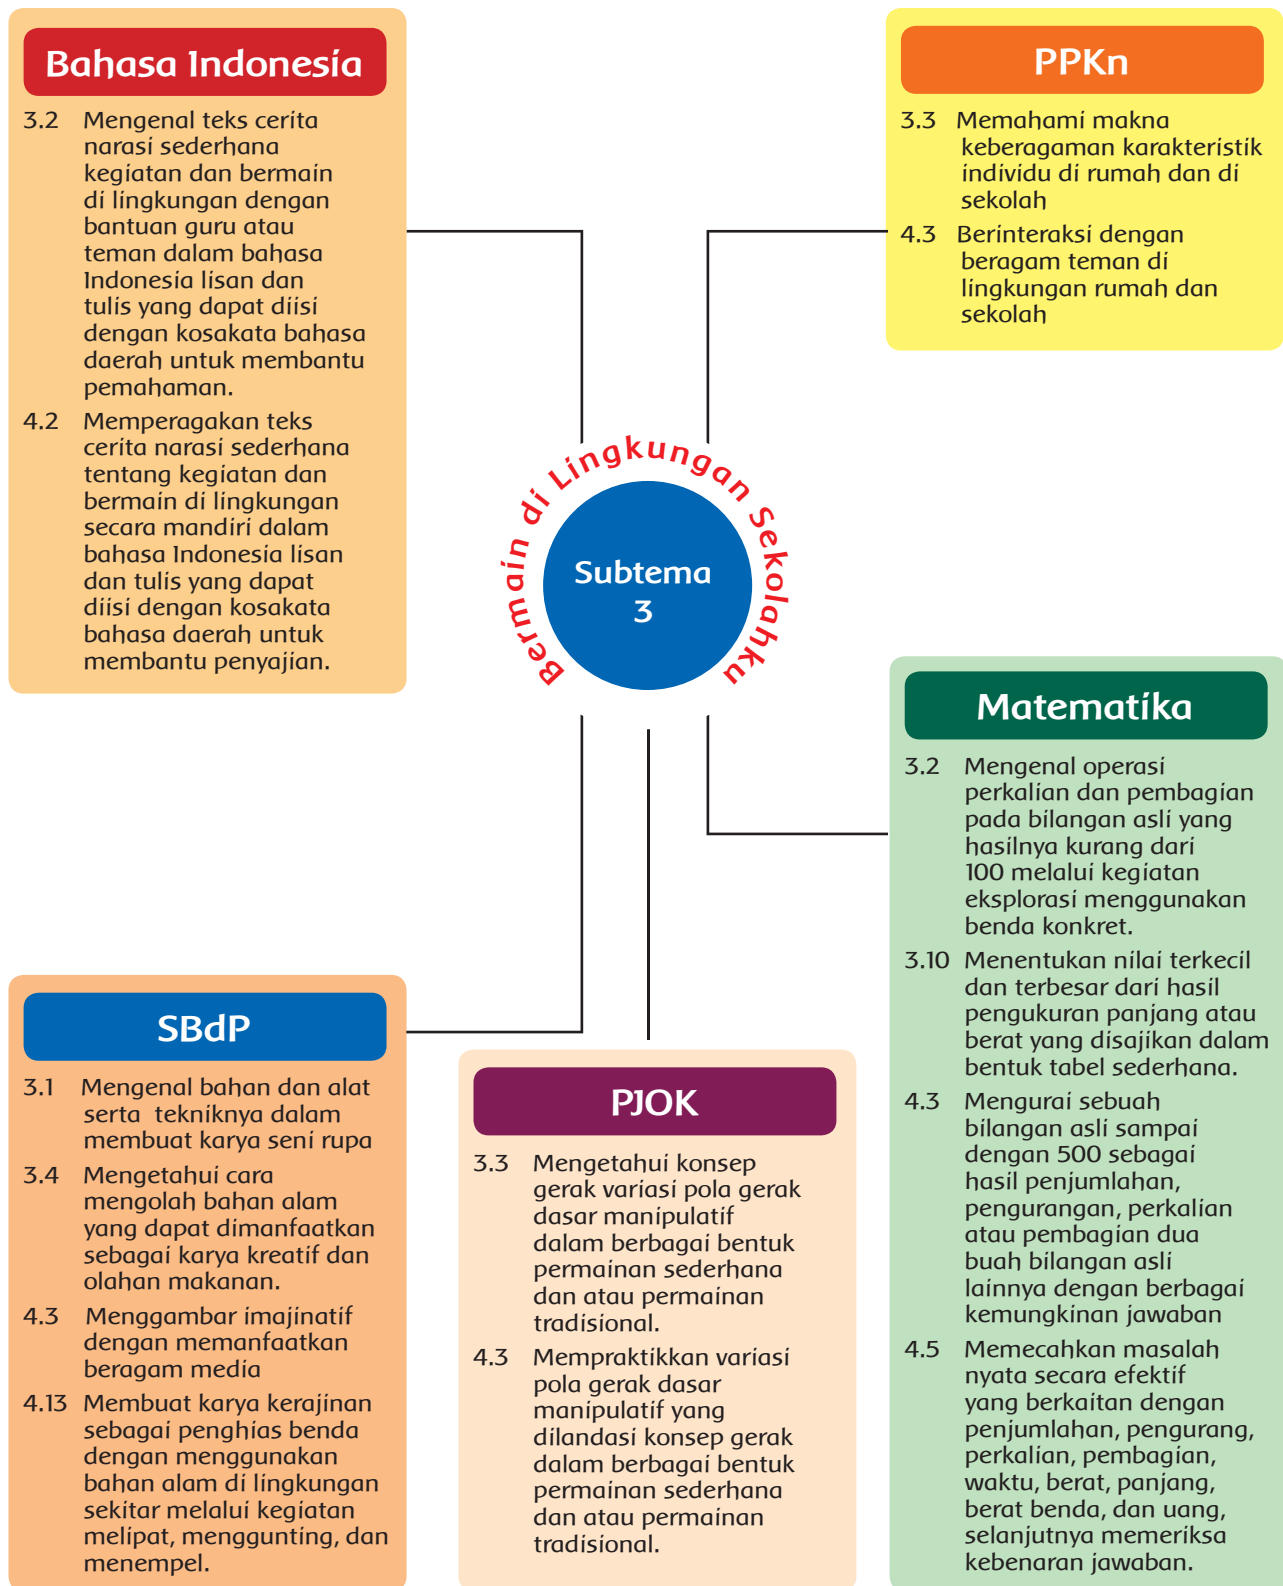 Bahasa Indonesia
3.2 Mengenal teks cerita
narasi sederhana
kegiatan dan bermain
di lingkungan dengan
bantuan guru atau
teman dalam bahasa
Indonesia lisan dan
tulis yang dapat diisi
dengan kosakata bahasa
daerah untuk membantu
pemahaman.
4.2 Memperagakan teks
cerita narasi sederhana
tentang kegiatan dan
bermain di lingkungan
secara mandiri dalam
bahasa Indonesia lisan
dan tulis yang dapat
diisi dengan kosakata
bahasa daerah untuk
membantu penyajian.
PPKn
3.3 Memahami makna
keberagaman karakteristik
individu di rumah dan di
sekolah
4.3 Berinteraksi dengan
beragam teman di
lingkungan rumah dan
sekolah
Bermain di Lingkungan Sekolahku
Subtema
3
Matematika
3.2 Mengenal operasi
perkalian dan pembagian
pada bilangan asli yang
hasilnya kurang dari
100 melalui kegiatan
eksplorasi menggunakan
benda konkret.
3.10 Menentukan nilai terkecil
dan terbesar dari hasil
pengukuran panjang atau
berat yang disajikan dalam
bentuk tabel sederhana.
4.3 Mengurai sebuah
bilangan asli sampai
dengan 500 sebagai
hasil penjumlahan,
pengurangan, perkalian
atau pembagian dua
buah bilangan asli
lainnya dengan berbagai
kemungkinan jawaban
4.5 Memecahkan masalah
nyata secara efektif
yang berkaitan dengan
penjumlahan, pengurang,
perkalian, pembagian,
waktu, berat, panjang,
berat benda, dan uang,
selanjutnya memeriksa
kebenaran jawaban.
SBdP
3.1 Mengenal bahan dan alat
serta tekniknya dalam
membuat karya seni rupa
3.4 Mengetahui cara
mengolah bahan alam
yang dapat dimanfaatkan
sebagai karya kreatif dan
olahan makanan.
4.3 Menggambar imajinatif
dengan memanfaatkan
beragam media
4.13 Membuat karya kerajinan
sebagai penghias benda
dengan menggunakan
bahan alam di lingkungan
sekitar melalui kegiatan
melipat, menggunting, dan
menempel.
PJOK
3.3 Mengetahui konsep
gerak variasi pola gerak
dasar manipulatif
dalam berbagai bentuk
permainan sederhana
dan atau permainan
tradisional.
4.3 Mempraktikkan variasi
pola gerak dasar
manipulatif yang
dilandasi konsep gerak
dalam berbagai bentuk
permainan sederhana
dan atau permainan
tradisional.